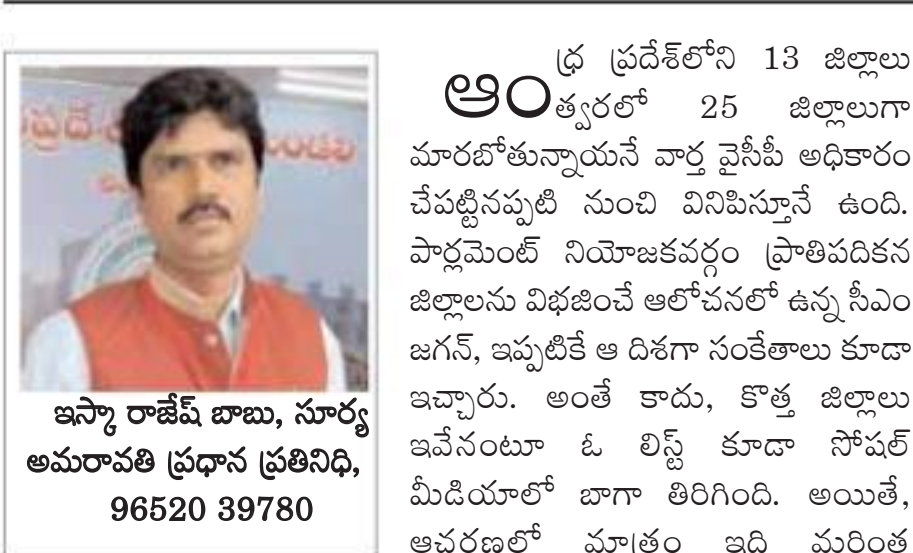 ప్రదే
ఇస్కా రాజేష్ బాబు, సూర్య
అమరావతి ప్రధాన ప్రతినిధి,
96520 39780
ఆంధ్ర ప్రదేశ్‌లోని 13 జిల్లాలు
త్వరలో 25 జిల్లాలుగా
మారబోతున్నాయనే వార్త వైసీపీ అధికారం
చేపట్టినప్పటి నుంచి వినిపిస్తూనే ఉంది.
పార్లమెంట్ నియోజకవర్గం ప్రాతిపదికన
జిల్లాలను విభజించే ఆలోచనలో ఉన్న సీఎం
జగన్, ఇప్పటికే ఆ దిశగా సంకేతాలు కూడా
ఇచ్చారు. అంతే కాదు, కొత్త జిల్లాలు
ఇవేనంటూ ఓ లిస్ట్ కూడా సోషల్
మీడియాలో బాగా తిరిగింది. అయితే,
ఆచరణలో మాత్రం ఇది మరింత